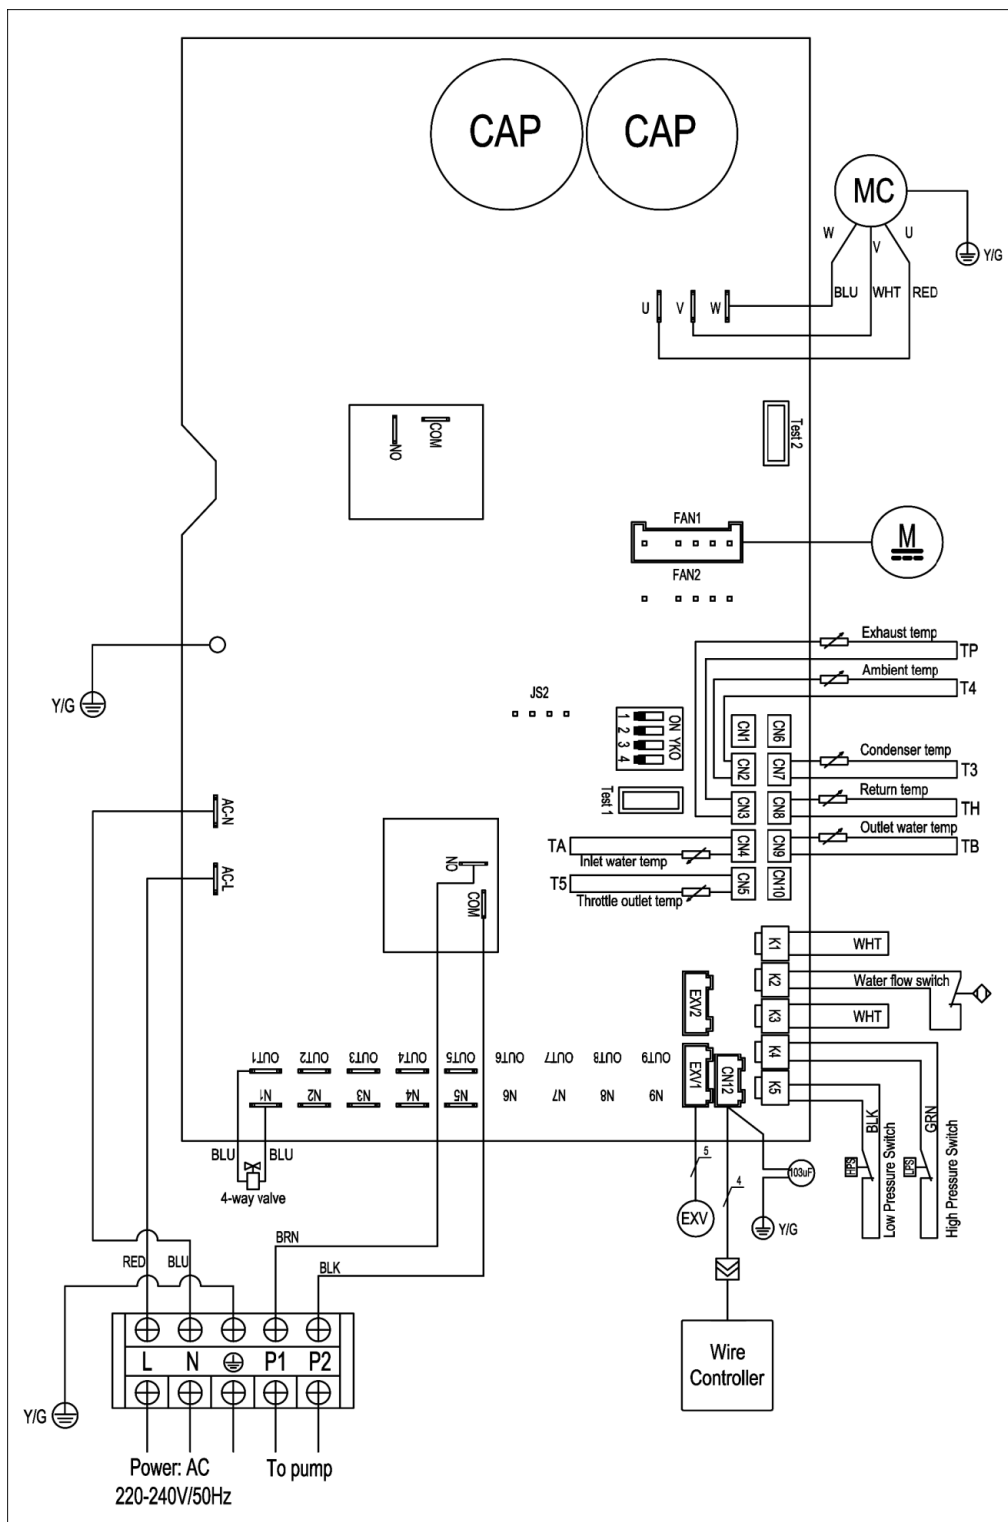 CAP CAP
MC
W V U
Y/G
BLU WHT RED
U V W
Test 2
NO COM
FAN1
M
FAN2
Exhaust temp
TP
Ambient temp
T4
Y/G
JS2
1 2 3 4
ON YKO
CN1 CN6
Condenser temp
CN2 CN7
T3
Test 1
Return temp
CN3 CN8
TH
AC-N
Outlet water temp
TA CN4 CN9 TB
Inlet water temp
AC-L
NO
COM
T5 CN5 CN10
Throttle outlet temp
K1 WHT
K2 Water flow switch
EXV2
K3 WHT
K4
OUT1 OUT2 OUT3 OUT4 OUT5 OUT6 OUT7 OUT8 OUT9
EXV1 CN12
K5
N1 N2 N3 N4 N5 N6 N7 N8 N9
BLK GRN
BLU BLU
4-way valve
5
4
103uF
HPS LPS
Low Pressure Switch
High Pressure Switch
EXV
Y/G
BRN
RED BLU
BLK
L N P1 P2
Wire
Controller
Y/G
Power: AC To pump
220-240V/50Hz